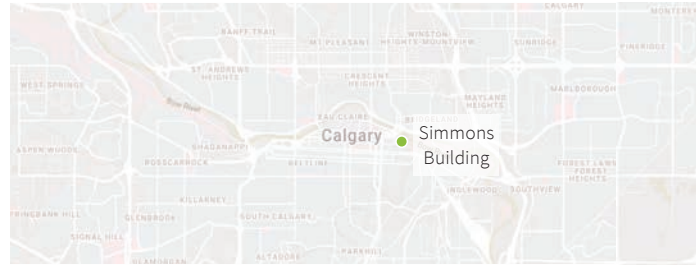 CALGARY
MONTEREY
BANFF TRAIL
MT PLEASANT
WINSTON
HEIGHTS-MOUNTVIEW
SUNRIDGE
PINERIDGE
ST. ANDREWS
HEIGHTS
CRESCENT
HEIGHTS
WEST SPRINGS
MARLBOROUGH
MAYLAND
HEIGHTS
Bow River
EAU CLAIRE
Calgary
Simmons
Building
SHAGANAPPI
ASPEN WOODS
ROSSCARROCK
BELTLINE
FOREST LAWN
FOREST
HEIGHTS
INGLEWOOD
SOUTHVIEW
KILLARNEY
SPRINGBANK HILL
GLENBROOK
SOUTH CALGARY
SIGNAL HILL
PARKHILL
ALTADORE
GLAMORGAN